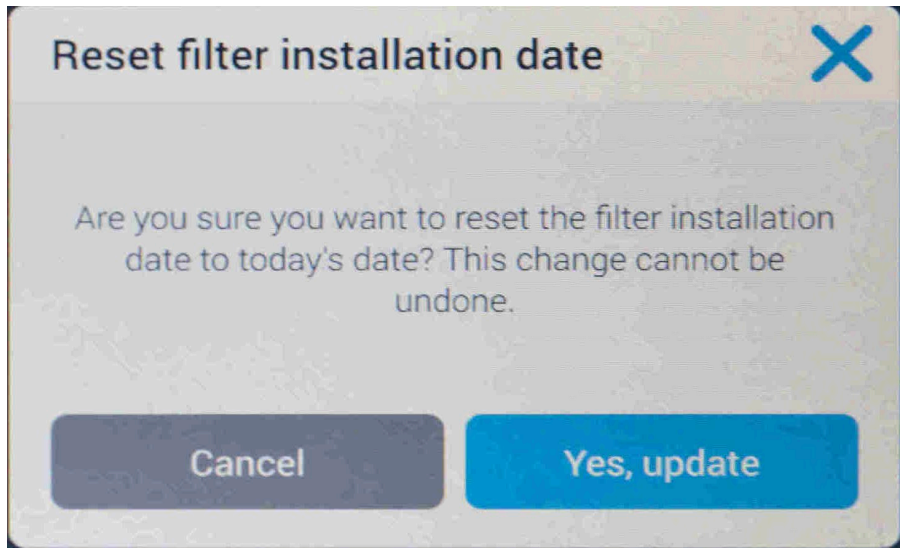 Reset filter installation date
Are you sure you want to reset the filter installation
date to today's date? This change cannot be
undone.
Cancel
Yes, update